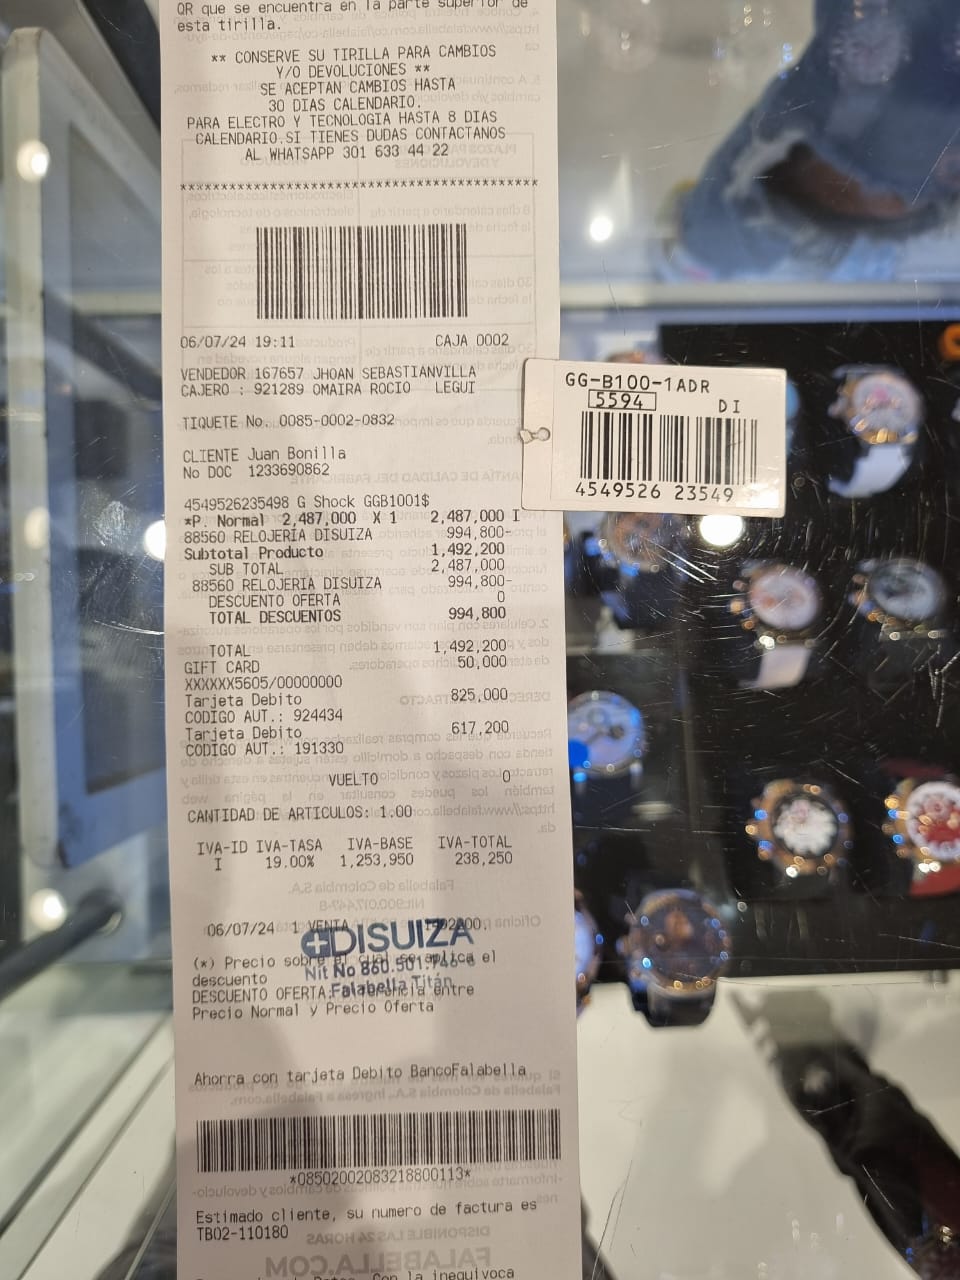 QR que se encuentra en la parte superior de
esta tirilla.
** CONSERVE SU TIRILLA PARA CAMBIOS
Y/O DEVOLUCIONES **
SE ACEPTAN CAMBIOS HASTA
30 DIAS CALENDARIO.
PARA ELECTRO Y TECNOLOGIA HASTA 8 DIAS
CALENDARIO.SI TIENES DUDAS CONTACTANOS
AL WHATSAPP 301 633 44 22
06/07/24 19:11 CAJA 0002
VENDEDOR 167657 JHOAN SEBASTIANVILLA
CAJERO : 921289 OMAIRA ROCIO LEGUI
TIQUETE No. 0085-0002-0832
CLIENTE Juan Bonilla
No DOC 1233690862
4549526235498 G Shock GGB1001$
*P. Normal 2,487,000 X 1 2,487,000 I
88560 RELOJERIA DISUIZA 994,800-
Subtotal Producto 1,492,200
SUB TOTAL 2,487,000
88560 RELOJERIA DISUIZA 994,800-
DESCUENTO OFERTA 0
TOTAL DESCUENTOS 994,800
TOTAL 1,492,200
GIFT CARD 50,000
XXXXXX5605/00000000
Tarjeta Debito 825,000
CODIGO AUT.: 924434
Tarjeta Debito 617,200
CODIGO AUT.: 191330
VUELTO 0
CANTIDAD DE ARTICULOS: 1.00
IVA-ID IVA-TASA IVA-BASE IVA-TOTAL
I 19.00% 1,253,950 238,250
06/07/24 1 VENTA
DISUIZA
(*) Precio sobre el cual se aplica el
Nit No 860.501.
descuento
Falabella Titán
DESCUENTO OFERTA: Diferencia entre
Precio Normal y Precio Oferta
Ahorra con tarjeta Debito BancoFalabella
*08502002083218800113*
Estimado cliente, su numero de factura es
TB02-110180
GG-B100-1ADR
5594
DI
4549526 23549